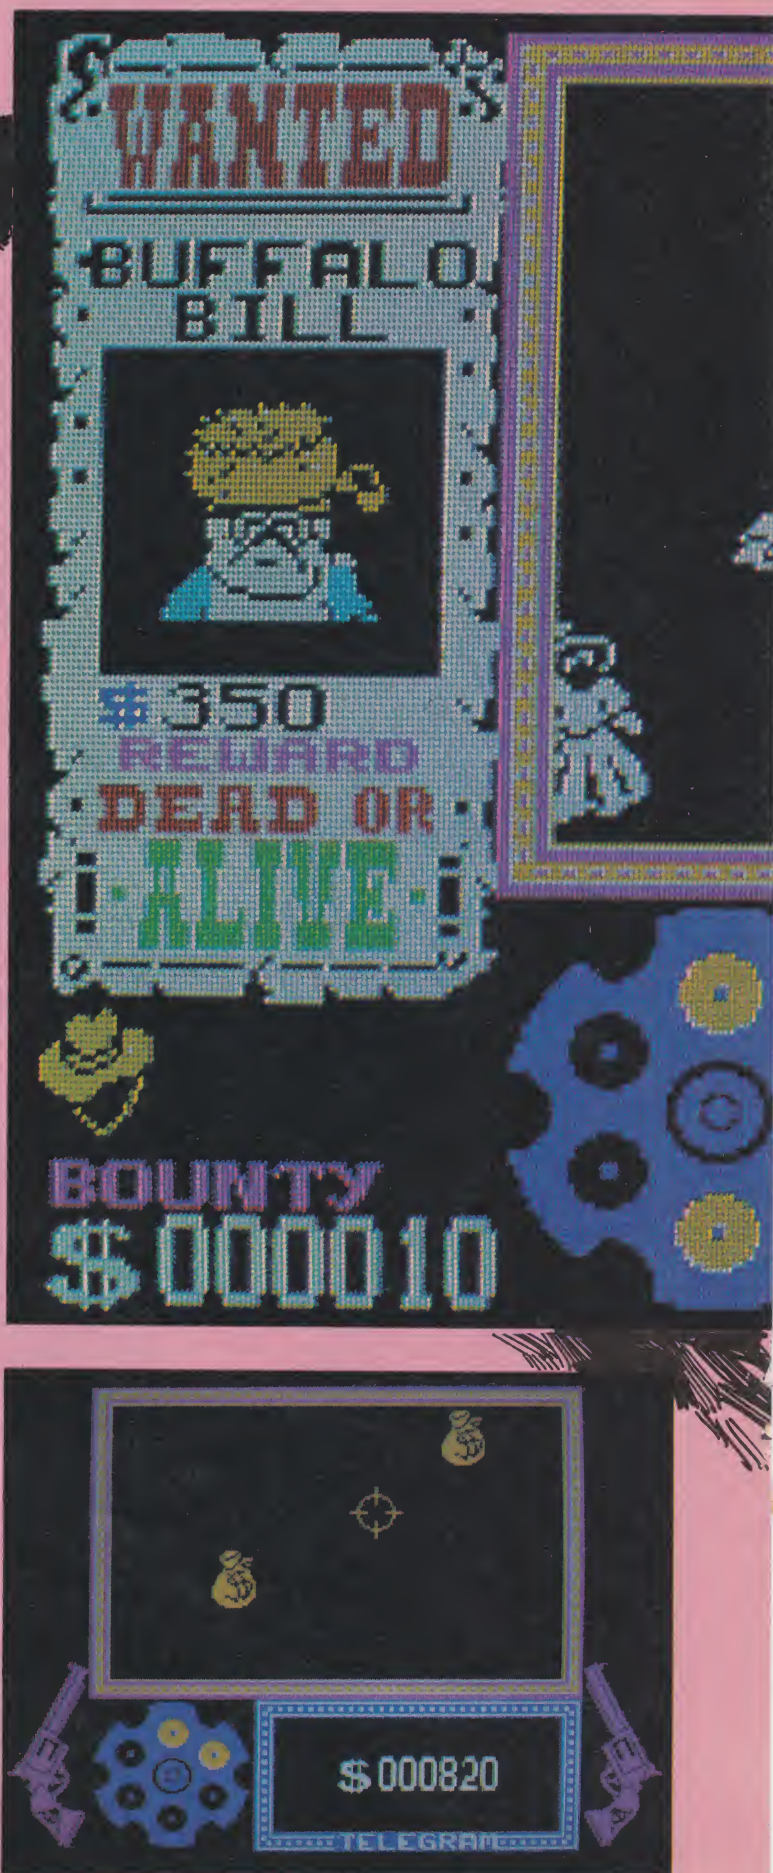 WANTED
BUFFALO
BILL
$350
REWARD
DEAD OR
ALIVE
BOUNTY
$000010
$000820
TELEGRAM